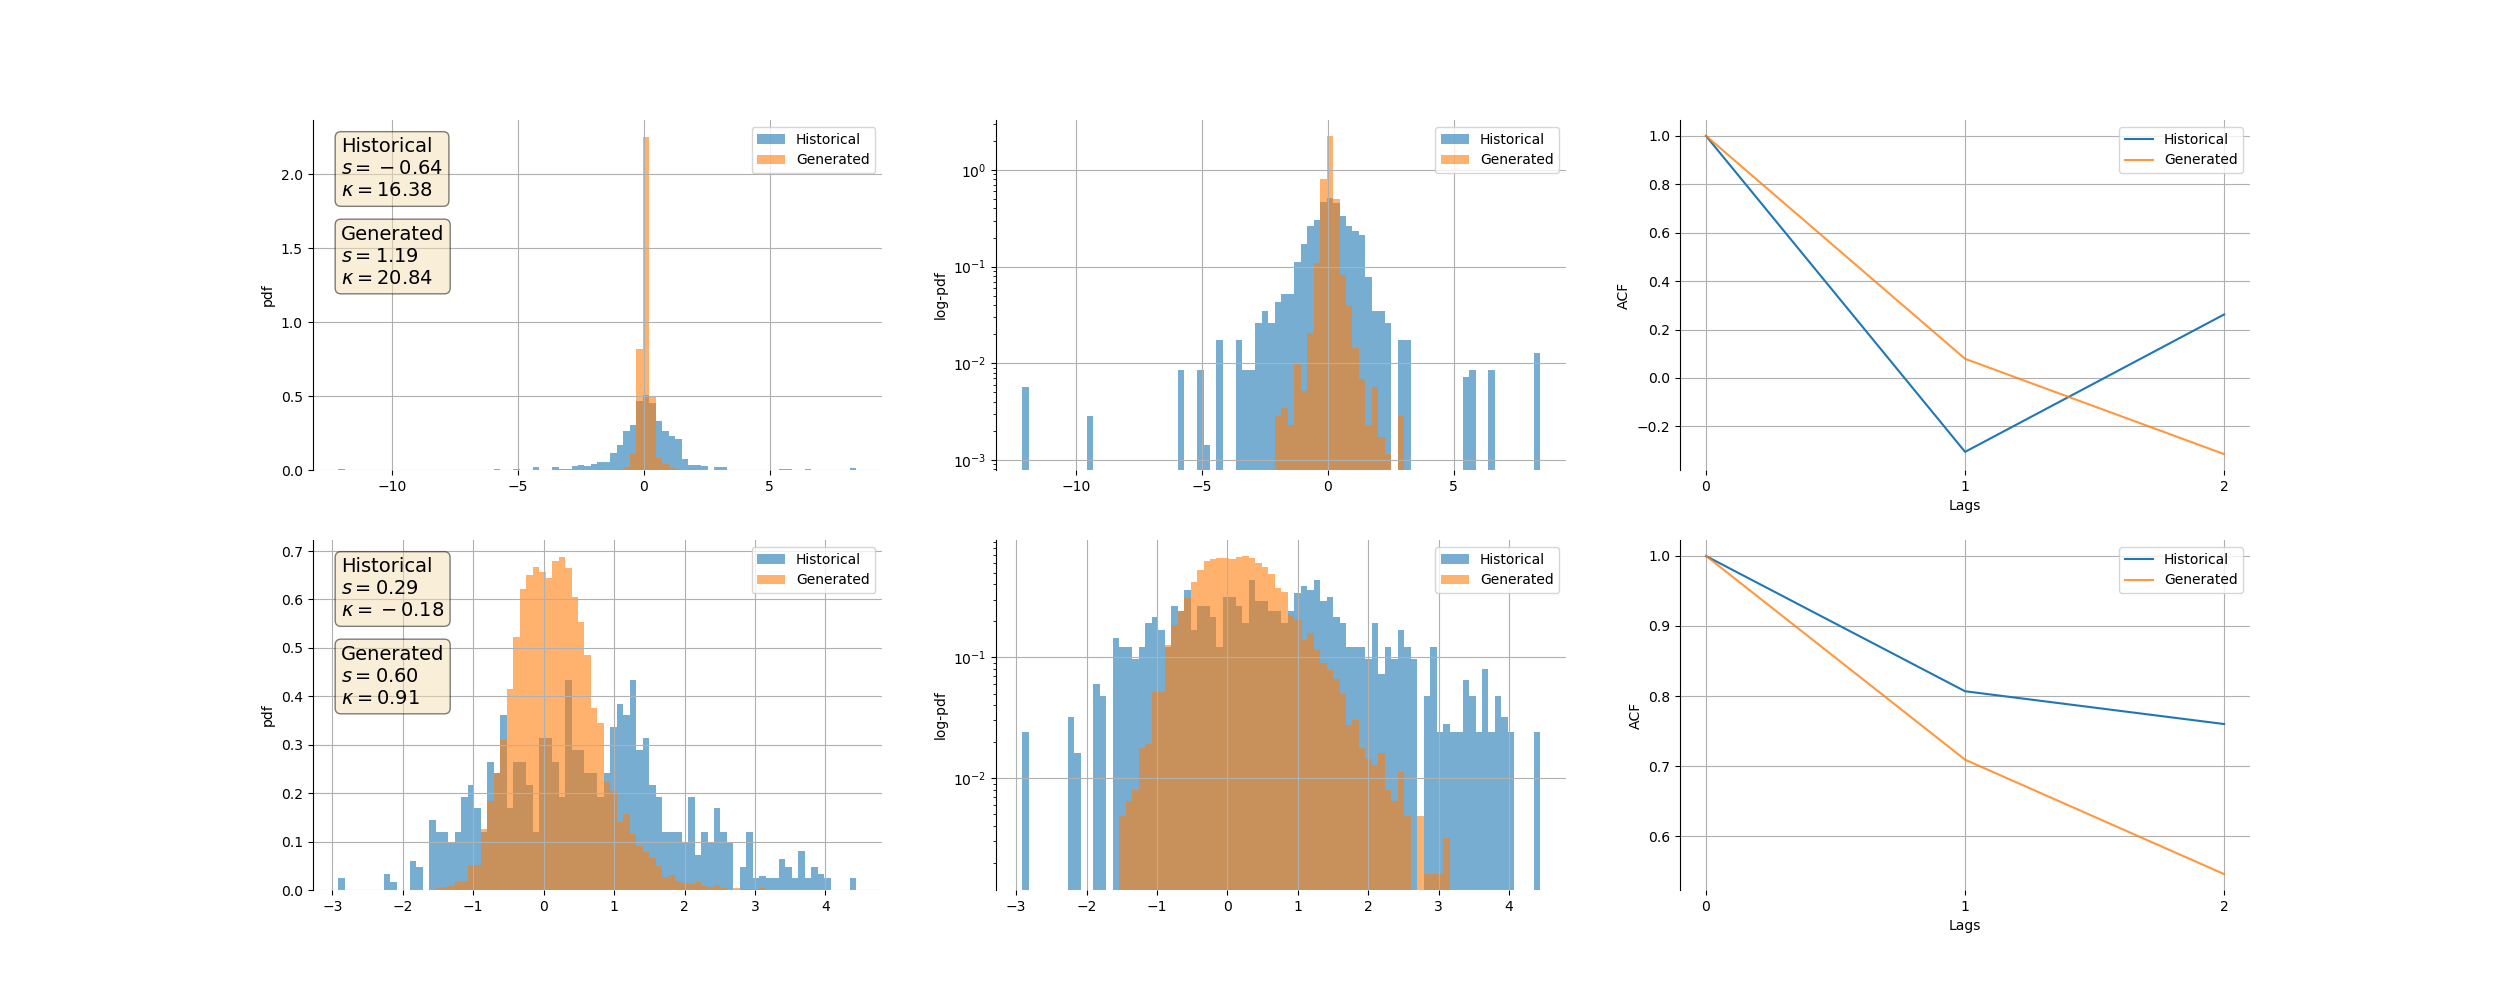 Historical
s = −0.64
κ = 16.38
Generated
s = 1.19
κ = 20.84
Historical
Generated
pdf
2.0
1.5
1.0
0.5
0.0
−10 −5 0 5
Historical
Generated
log-pdf
10⁰
10⁻¹
10⁻²
10⁻³
−10 −5 0 5
Historical
Generated
ACF
1.0
0.8
0.6
0.4
0.2
0.0
−0.2
0 1 2
Lags
Historical
s = 0.29
κ = −0.18
Generated
s = 0.60
κ = 0.91
Historical
Generated
pdf
0.7
0.6
0.5
0.4
0.3
0.2
0.1
0.0
−3 −2 −1 0 1 2 3 4
Historical
Generated
log-pdf
10⁻¹
10⁻²
−3 −2 −1 0 1 2 3 4
Historical
Generated
ACF
1.0
0.9
0.8
0.7
0.6
0 1 2
Lags